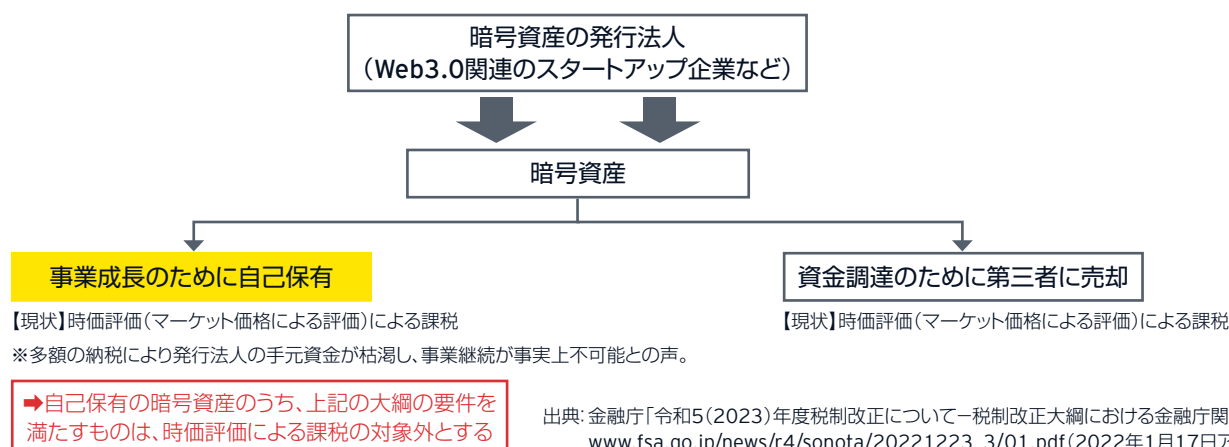 暗号資産の発行法人
（Web3.0関連のスタートアップ企業など）
暗号資産
事業成長のために自己保有
資金調達のために第三者に売却
【現状】時価評価（マーケット価格による評価）による課税
【現状】時価評価（マーケット価格による評価）による課税
※多額の納税により発行法人の手元資金が枯渇し、事業継続が事実上不可能との声。
➡自己保有の暗号資産のうち、上記の大綱の要件を
満たすものは、時価評価による課税の対象外とする
出典：金融庁「令和5（2023）年度税制改正について－税制改正大綱における金融庁関
www.fsa.go.jp/news/r4/sonota/20221223_3/01.pdf（2022年1月17日ア